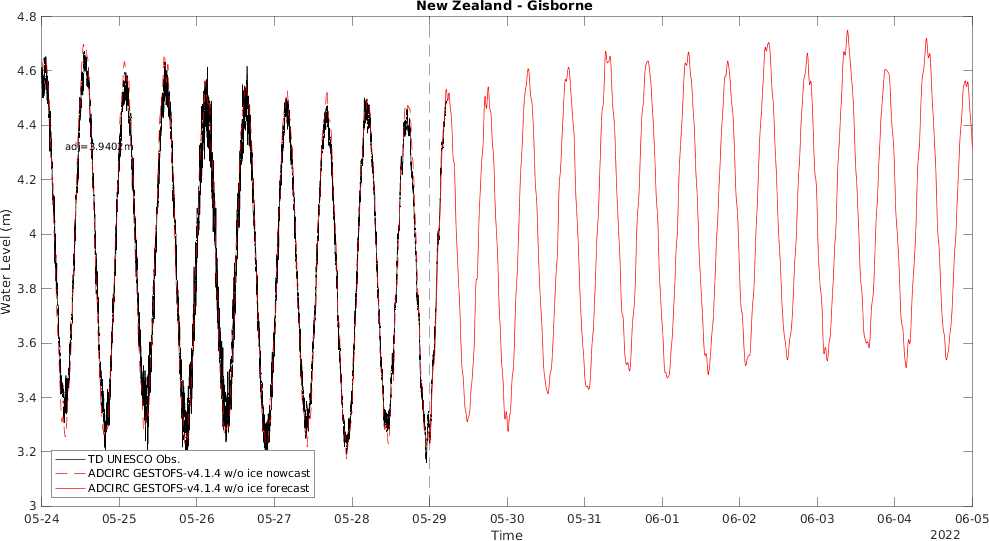 New Zealand - Gisborne
4.8
4.6
4.4
4.2
4
3.8
3.6
3.4
3.2
3
Water Level (m)
adj=3.9402m
TD UNESCO Obs.
ADCIRC GESTOFS-v4.1.4 w/o ice nowcast
ADCIRC GESTOFS-v4.1.4 w/o ice forecast
05-24 05-25 05-26 05-27 05-28 05-29 05-30 05-31 06-01 06-02 06-03 06-04 06-05
Time
2022